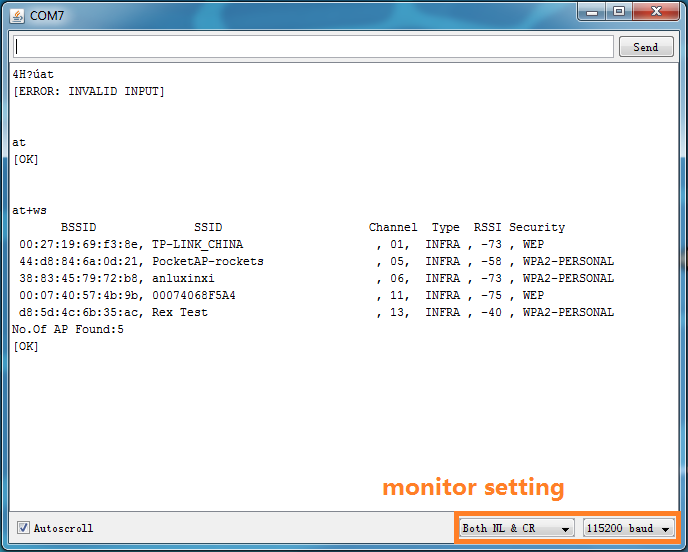 COM7
Send
4H?úat
[ERROR: INVALID INPUT]
at
[OK]
at+ws
BSSID SSID Channel Type RSSI Security
00:27:19:69:f3:8e, TP-LINK_CHINA , 01, INFRA , -73 , WEP
44:d8:84:6a:0d:21, PocketAP-rockets , 05, INFRA , -58 , WPA2-PERSONAL
38:83:45:79:72:b8, anluxinxi , 06, INFRA , -73 , WPA2-PERSONAL
00:07:40:57:4b:9b, 00074068F5A4 , 11, INFRA , -75 , WEP
d8:5d:4c:6b:35:ac, Rex Test , 13, INFRA , -40 , WPA2-PERSONAL
No.Of AP Found:5
[OK]
monitor setting
Autoscroll Both NL & CR 115200 baud